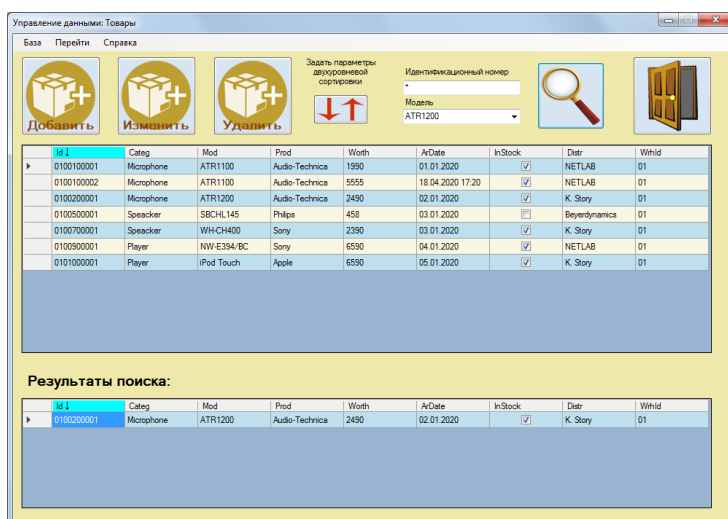 Управление данными: Товары
База Перейти Справка
Добавить
Изменить
Удалить
Задать параметры
двухуровневой
сортировки
Идентификационный номер
*
Модель
ATR1200
Id↓ Categ Mod Prod Worth ArDate InStock Distr WrhId
0100100001 Microphone ATR1100 Audio-Technica 1990 01.01.2020 NETLAB 01
0100100002 Microphone ATR1100 Audio-Technica 5555 18.04.2020 17:20 NETLAB 01
0100200001 Microphone ATR1200 Audio-Technica 2490 02.01.2020 K. Story 01
0100500001 Speacker SBCHL145 Philips 458 03.01.2020 Beyerdynamics 01
0100700001 Speacker WH-CH400 Sony 2390 03.01.2020 K. Story 01
0100900001 Player NW-E394/BC Sony 6590 04.01.2020 NETLAB 01
0101000001 Player iPod Touch Apple 6590 05.01.2020 K. Story 01
Результаты поиска:
Id↓ Categ Mod Prod Worth ArDate InStock Distr WrhId
0100200001 Microphone ATR1200 Audio-Technica 2490 02.01.2020 K. Story 01